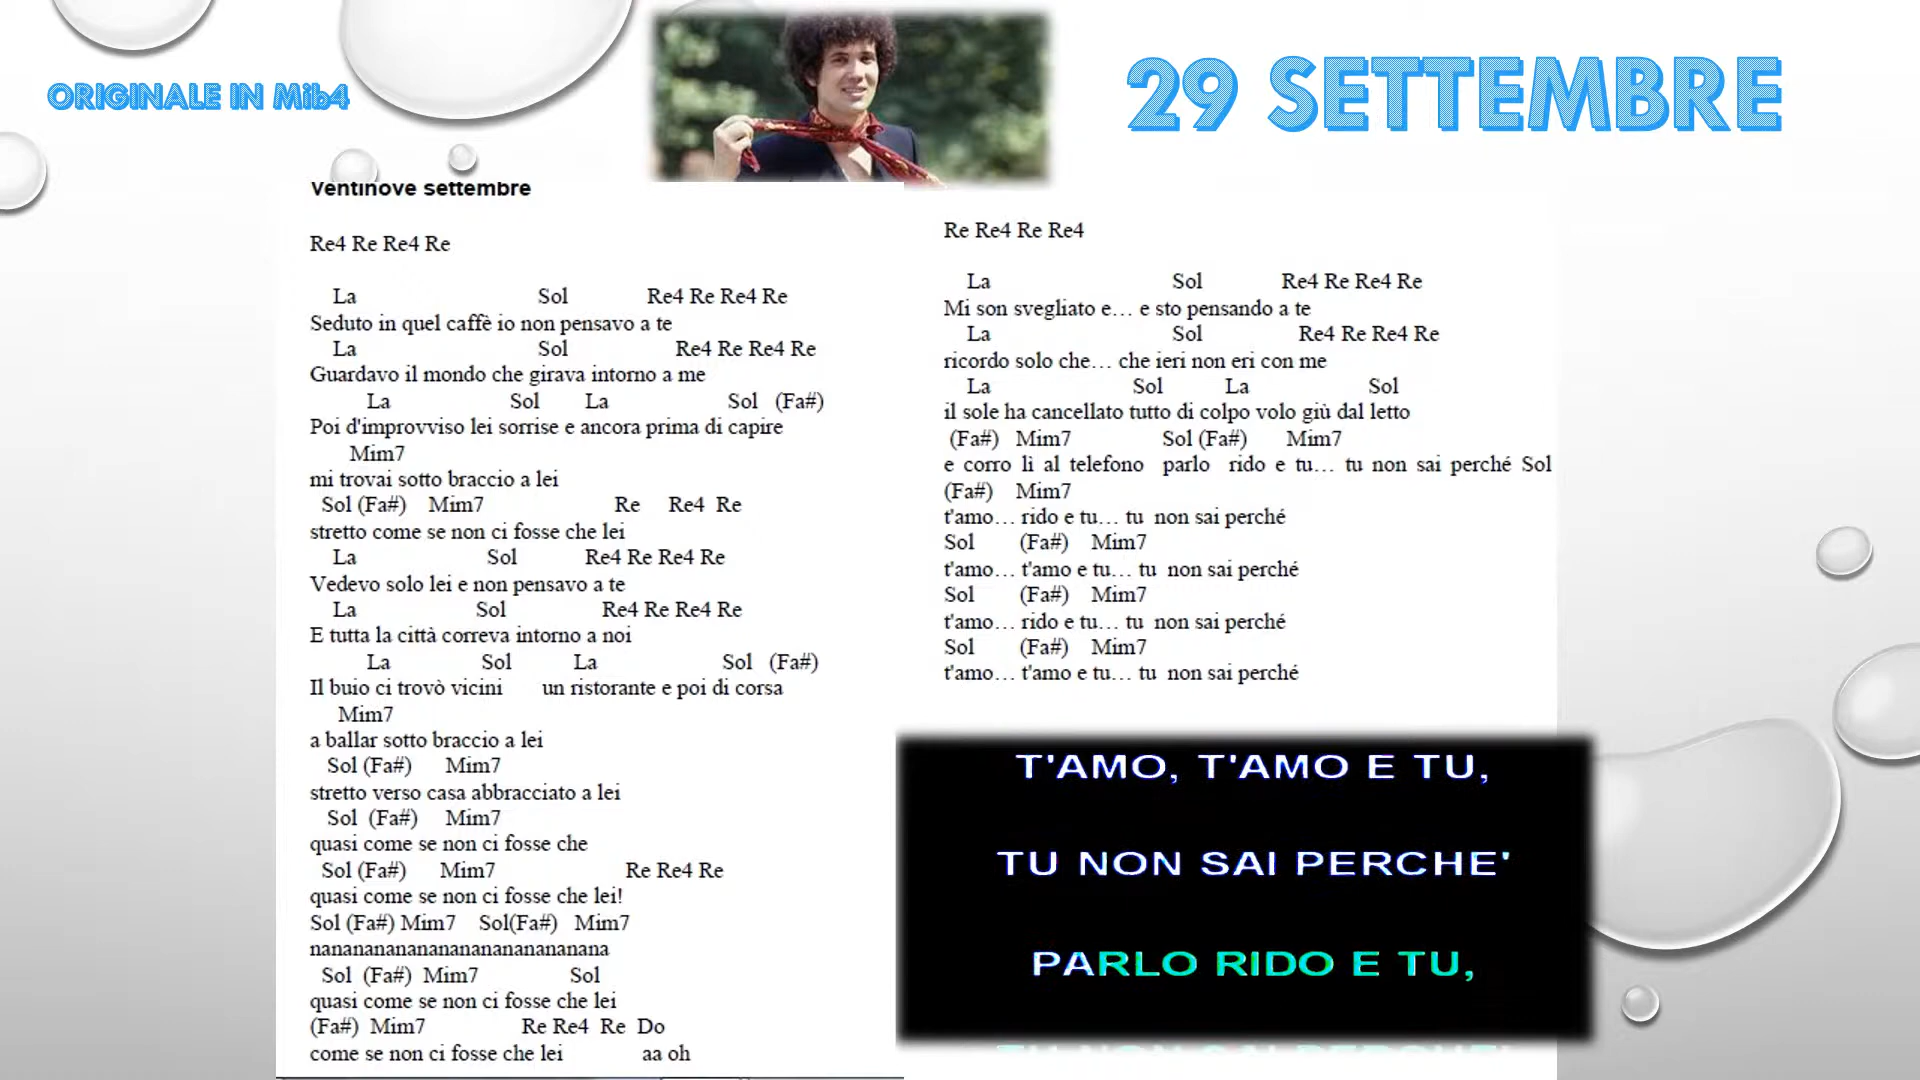 ORIGINALE IN Mib4
29 SETTEMBRE
Ventinove settembre
Re4 Re Re4 Re
La Sol Re4 Re Re4 Re
Seduto in quel caffè io non pensavo a te
La Sol Re4 Re Re4 Re
Guardavo il mondo che girava intorno a me
La Sol La Sol (Fa#)
Poi d'improvviso lei sorrise e ancora prima di capire
Mim7
mi trovai sotto braccio a lei
Sol (Fa#) Mim7 Re Re4 Re
stretto come se non ci fosse che lei
La Sol Re4 Re Re4 Re
Vedevo solo lei e non pensavo a te
La Sol Re4 Re Re4 Re
E tutta la città correva intorno a noi
La Sol La Sol (Fa#)
Il buio ci trovò vicini un ristorante e poi di corsa
Mim7
a ballar sotto braccio a lei
Sol (Fa#) Mim7
stretto verso casa abbracciato a lei
Sol (Fa#) Mim7
quasi come se non ci fosse che
Sol (Fa#) Mim7 Re Re4 Re
quasi come se non ci fosse che lei!
Sol (Fa#) Mim7 Sol(Fa#) Mim7
nanananananananananananana
Sol (Fa#) Mim7 Sol
quasi come se non ci fosse che lei
(Fa#) Mim7 Re Re4 Re Do
come se non ci fosse che lei aa oh
Re Re4 Re Re4
La Sol Re4 Re Re4 Re
Mi son svegliato e… e sto pensando a te
La Sol Re4 Re Re4 Re
ricordo solo che… che ieri non eri con me
La Sol La Sol
il sole ha cancellato tutto di colpo volo giù dal letto
(Fa#) Mim7 Sol (Fa#) Mim7
e corro lì al telefono parlo rido e tu… tu non sai perché Sol
(Fa#) Mim7
t'amo… rido e tu… tu non sai perché
Sol (Fa#) Mim7
t'amo… t'amo e tu… tu non sai perché
Sol (Fa#) Mim7
t'amo… rido e tu… tu non sai perché
Sol (Fa#) Mim7
t'amo… t'amo e tu… tu non sai perché
T'AMO, T'AMO E TU,
TU NON SAI PERCHE'
PARLO RIDO E TU,